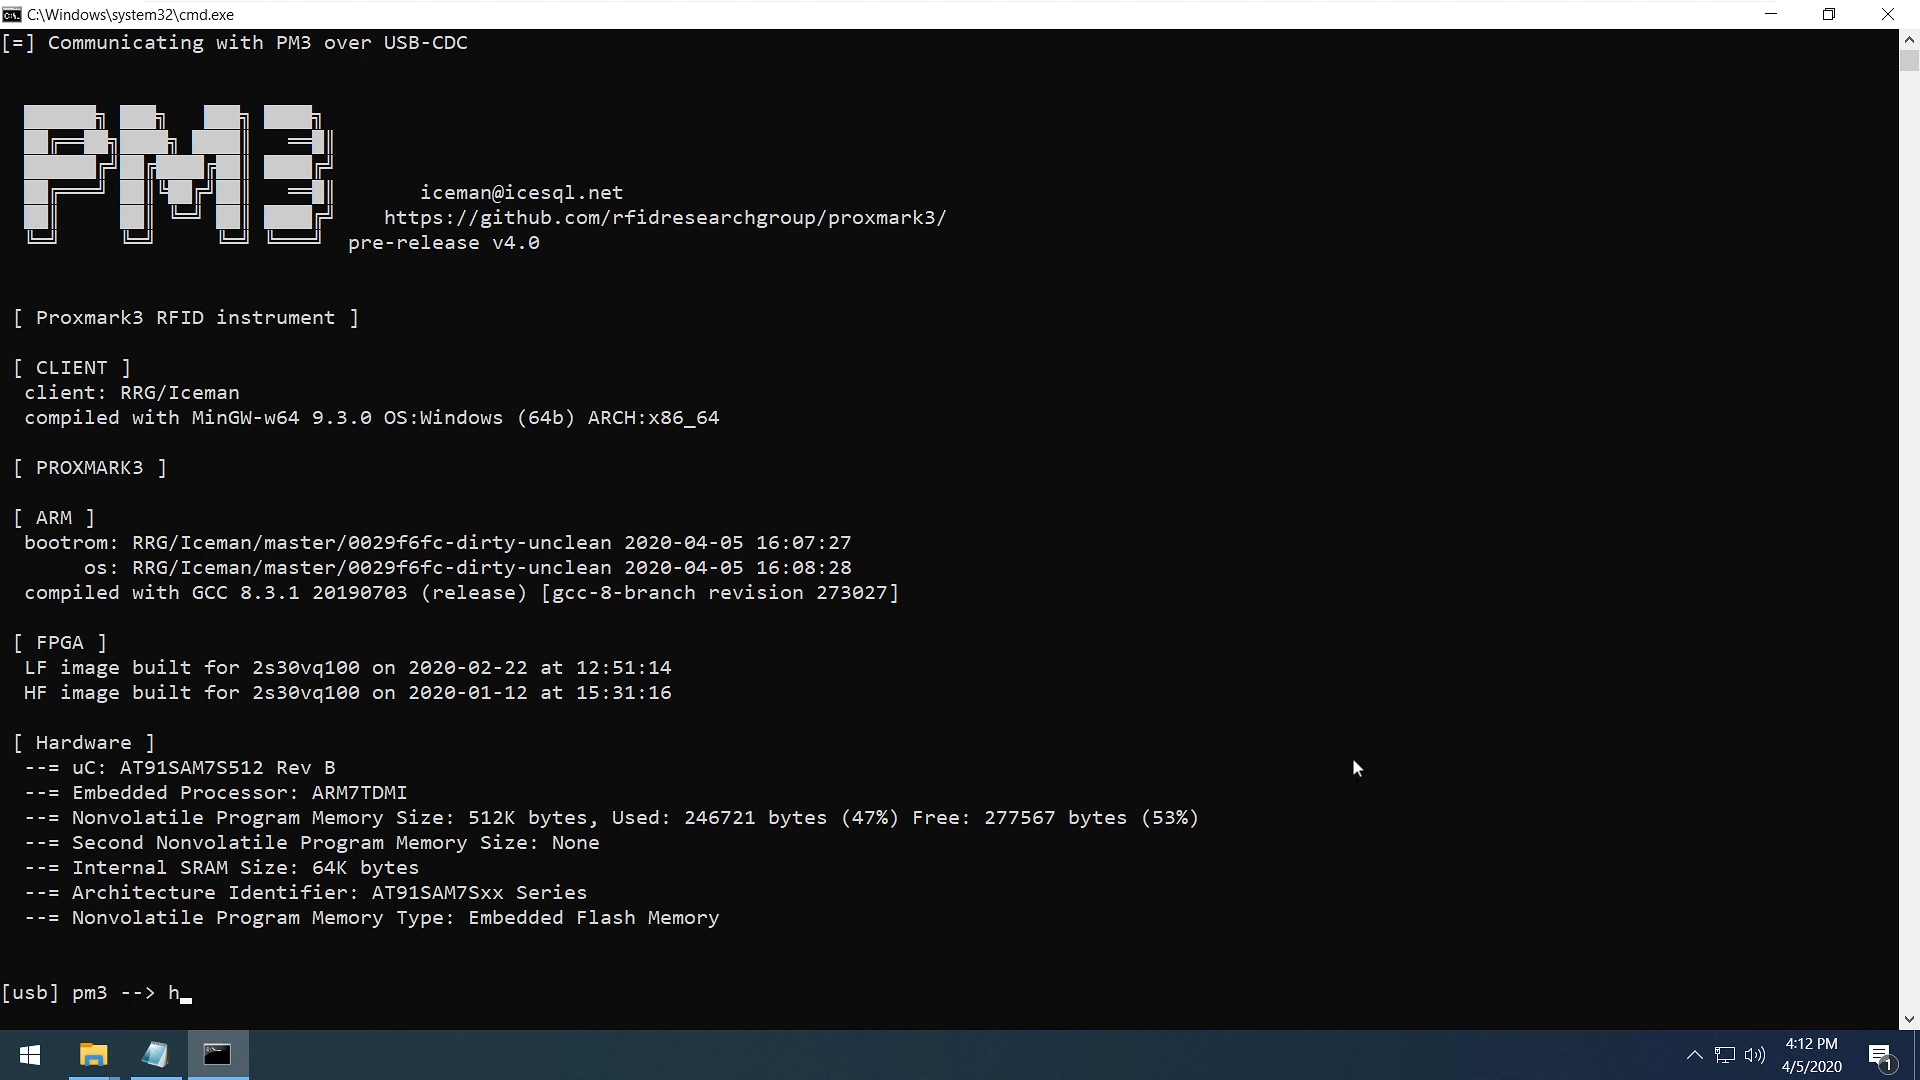 C:\Windows\system32\cmd.exe
[=] Communicating with PM3 over USB-CDC
PM3
iceman@icesql.net
https://github.com/rfidresearchgroup/proxmark3/
pre-release v4.0
[ Proxmark3 RFID instrument ]
[ CLIENT ]
client: RRG/Iceman
compiled with MinGW-w64 9.3.0 OS:Windows (64b) ARCH:x86_64
[ PROXMARK3 ]
[ ARM ]
bootrom: RRG/Iceman/master/0029f6fc-dirty-unclean 2020-04-05 16:07:27
os: RRG/Iceman/master/0029f6fc-dirty-unclean 2020-04-05 16:08:28
compiled with GCC 8.3.1 20190703 (release) [gcc-8-branch revision 273027]
[ FPGA ]
LF image built for 2s30vq100 on 2020-02-22 at 12:51:14
HF image built for 2s30vq100 on 2020-01-12 at 15:31:16
[ Hardware ]
--= uC: AT91SAM7S512 Rev B
--= Embedded Processor: ARM7TDMI
--= Nonvolatile Program Memory Size: 512K bytes, Used: 246721 bytes (47%) Free: 277567 bytes (53%)
--= Second Nonvolatile Program Memory Size: None
--= Internal SRAM Size: 64K bytes
--= Architecture Identifier: AT91SAM7Sxx Series
--= Nonvolatile Program Memory Type: Embedded Flash Memory
[usb] pm3 --> h_
4:12 PM
4/5/2020
1